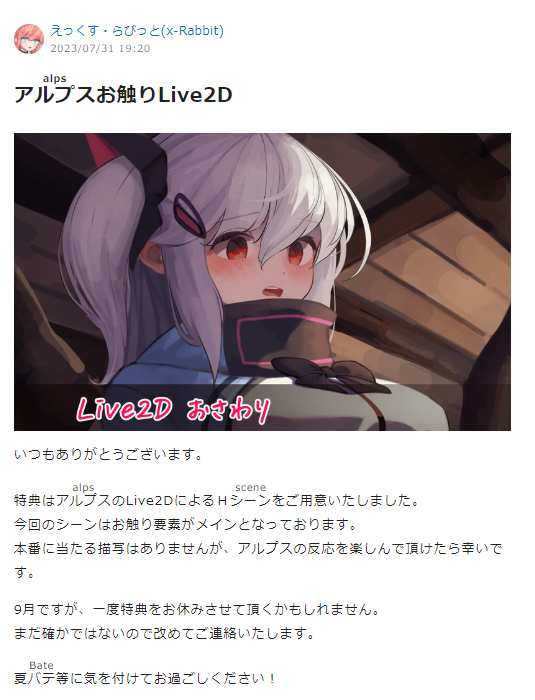 えっくす・らびっと(x-Rabbit)
2023/07/31 19:20
alps
アルプスお触りLive2D
Live2D おさわり
いつもありがとうございます。
alps scene
特典はアルプスのLive2DによるHシーンをご用意いたしました。
今回のシーンはお触り要素がメインとなっております。
本番に当たる描写はありませんが、アルプスの反応を楽しんで頂けたら幸いで
す。
9月ですが、一度特典をお休みさせて頂くかもしれません。
まだ確かではないので改めてご連絡いたします。
Bate
夏バテ等に気を付けてお過ごしください！